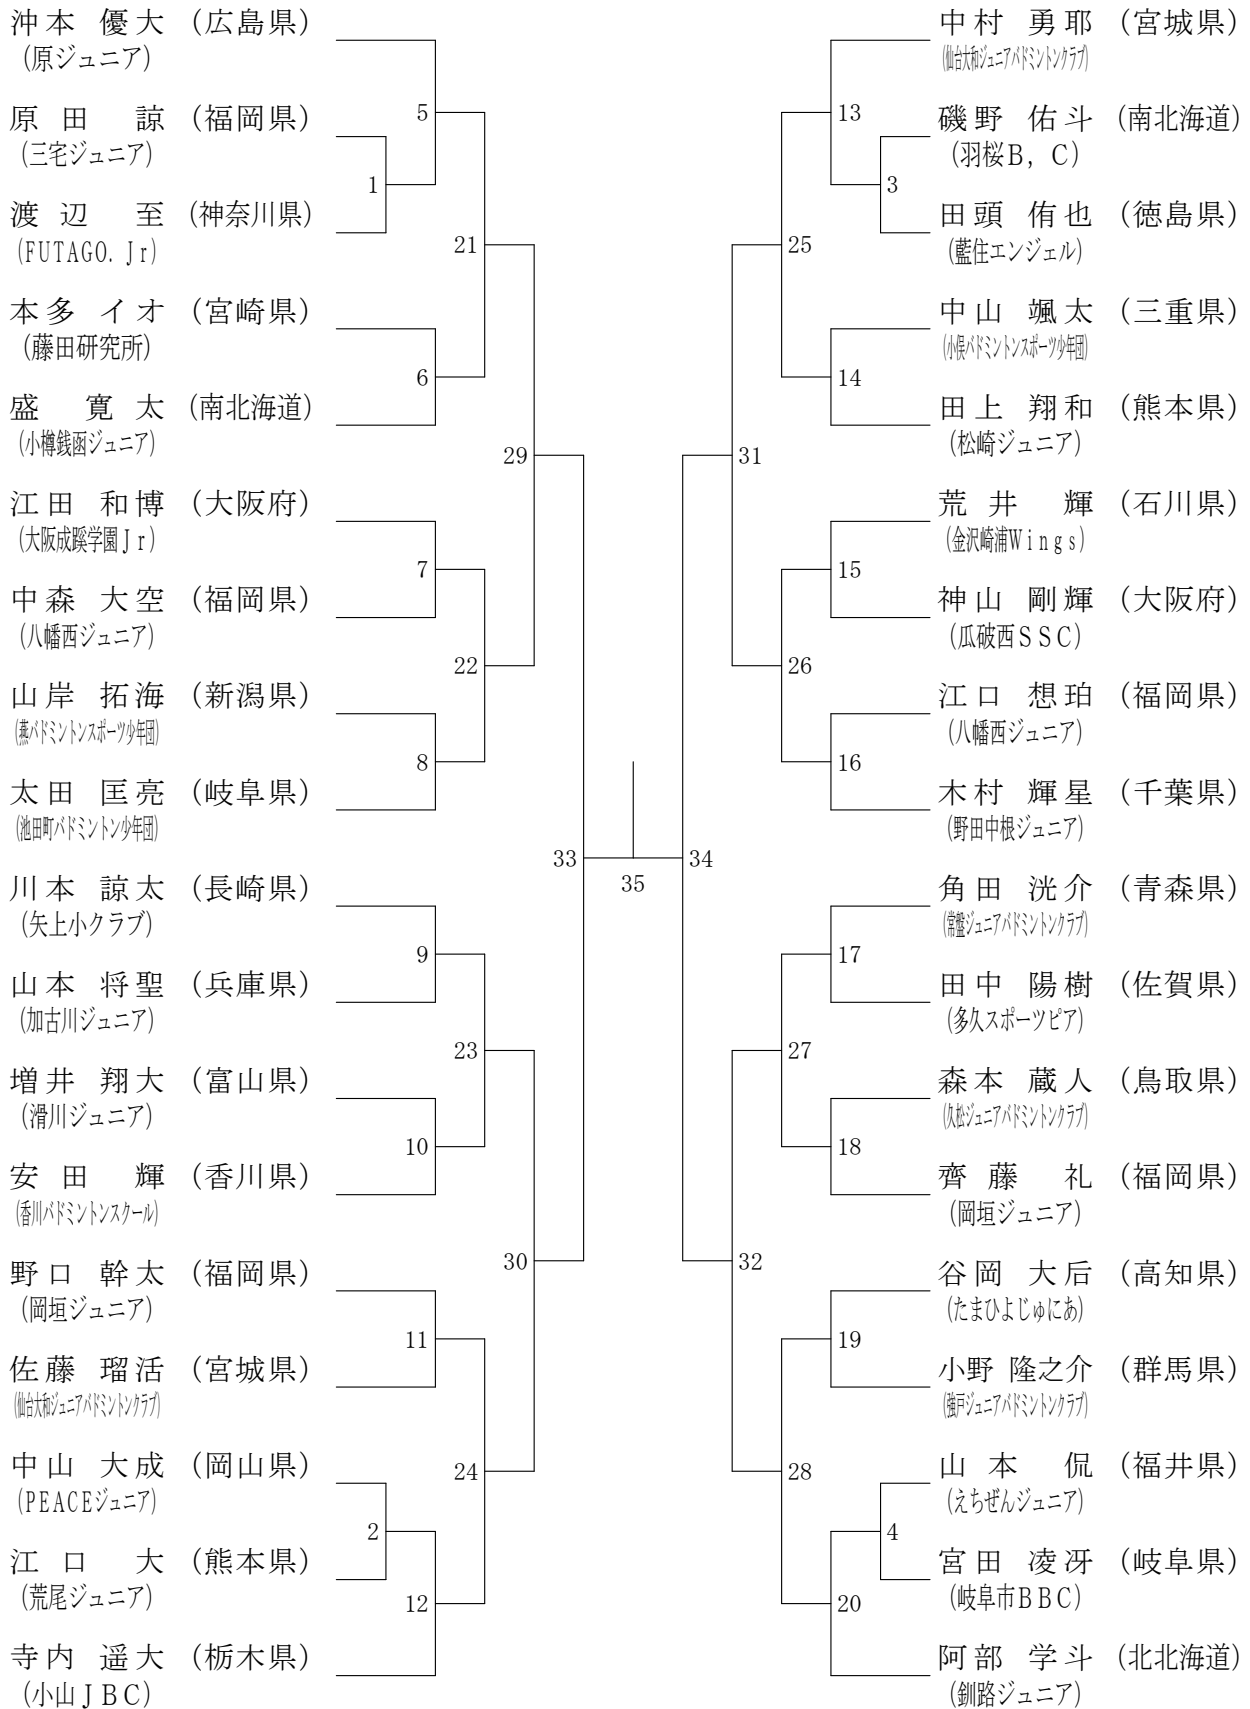 沖本 優大 (広島県)
(原ジュニア)
原田 諒 (福岡県)
(三宅ジュニア)
渡辺 至 (神奈川県)
(FUTAGO. Jr)
本多 イオ (宮崎県)
(藤田研究所)
盛 寛太 (南北海道)
(小樽銭函ジュニア)
江田 和博 (大阪府)
(大阪成蹊学園Jr)
中森 大空 (福岡県)
(八幡西ジュニア)
山岸 拓海 (新潟県)
(燕バドミントンスポーツ少年団)
太田 匡亮 (岐阜県)
(池田町バドミントン少年団)
川本 諒太 (長崎県)
(矢上小クラブ)
山本 将聖 (兵庫県)
(加古川ジュニア)
増井 翔大 (富山県)
(滑川ジュニア)
安田 輝 (香川県)
(香川バドミントンスクール)
野口 幹太 (福岡県)
(岡垣ジュニア)
佐藤 瑠活 (宮城県)
(仙台大和ジュニアバドミントンクラブ)
中山 大成 (岡山県)
(PEACEジュニア)
江口 大 (熊本県)
(荒尾ジュニア)
寺内 遥大 (栃木県)
(小山JBC)
5
1
21
6
29
7
22
8
33
9
23
10
30
11
24
2
12
35
中村 勇耶 (宮城県)
(仙台大和ジュニアバドミントンクラブ)
磯野 佑斗 (南北海道)
(羽桜B, C)
田頭 侑也 (徳島県)
(藍住エンジェル)
中山 颯太 (三重県)
(小俣バドミントンスポーツ少年団)
田上 翔和 (熊本県)
(松崎ジュニア)
荒井 輝 (石川県)
(金沢崎浦Wings)
神山 剛輝 (大阪府)
(瓜破西SSC)
江口 想珀 (福岡県)
(八幡西ジュニア)
木村 輝星 (千葉県)
(野田中根ジュニア)
角田 洸介 (青森県)
(常盤ジュニアバドミントンクラブ)
田中 陽樹 (佐賀県)
(多久スポーツピア)
森本 蔵人 (鳥取県)
(久松ジュニアバドミントンクラブ)
齊藤 礼 (福岡県)
(岡垣ジュニア)
谷岡 大后 (高知県)
(たまひよじゅにあ)
小野 隆之介 (群馬県)
(強戸ジュニアバドミントンクラブ)
山本 侃 (福井県)
(えちぜんジュニア)
宮田 凌冴 (岐阜県)
(岐阜市BBC)
阿部 学斗 (北北海道)
(釧路ジュニア)
13
3
25
14
31
15
26
16
34
17
27
18
32
19
28
4
20